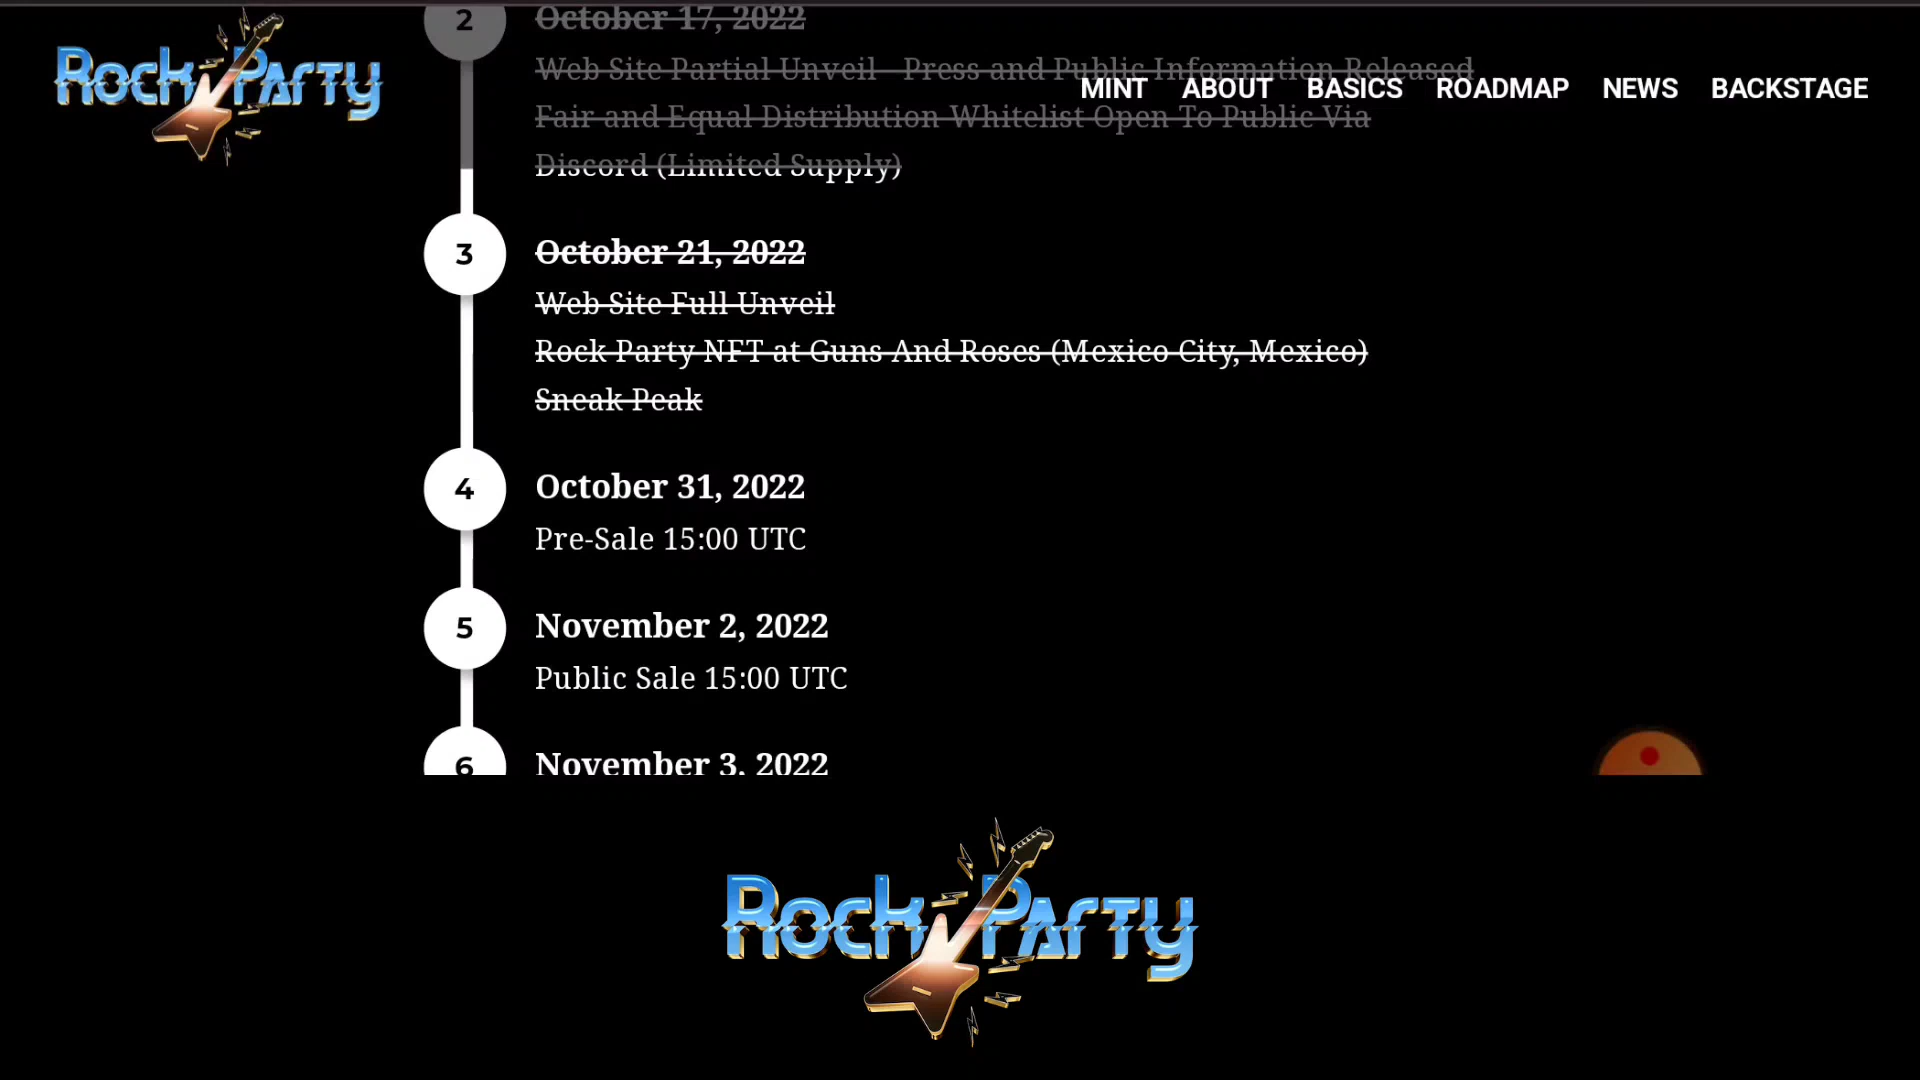 2
October 17, 2022
Rock Party
Web Site Partial Unveil Press and Public Information Released
MINT ABOUT BASICS ROADMAP NEWS BACKSTAGE
Fair and Equal Distribution Whitelist Open To Public Via
Discord (Limited Supply)
3
October 21, 2022
Web Site Full Unveil
Rock Party NFT at Guns And Roses (Mexico City, Mexico)
Sneak Peak
4
October 31, 2022
Pre-Sale 15:00 UTC
5
November 2, 2022
Public Sale 15:00 UTC
6
November 3, 2022
Rock Party